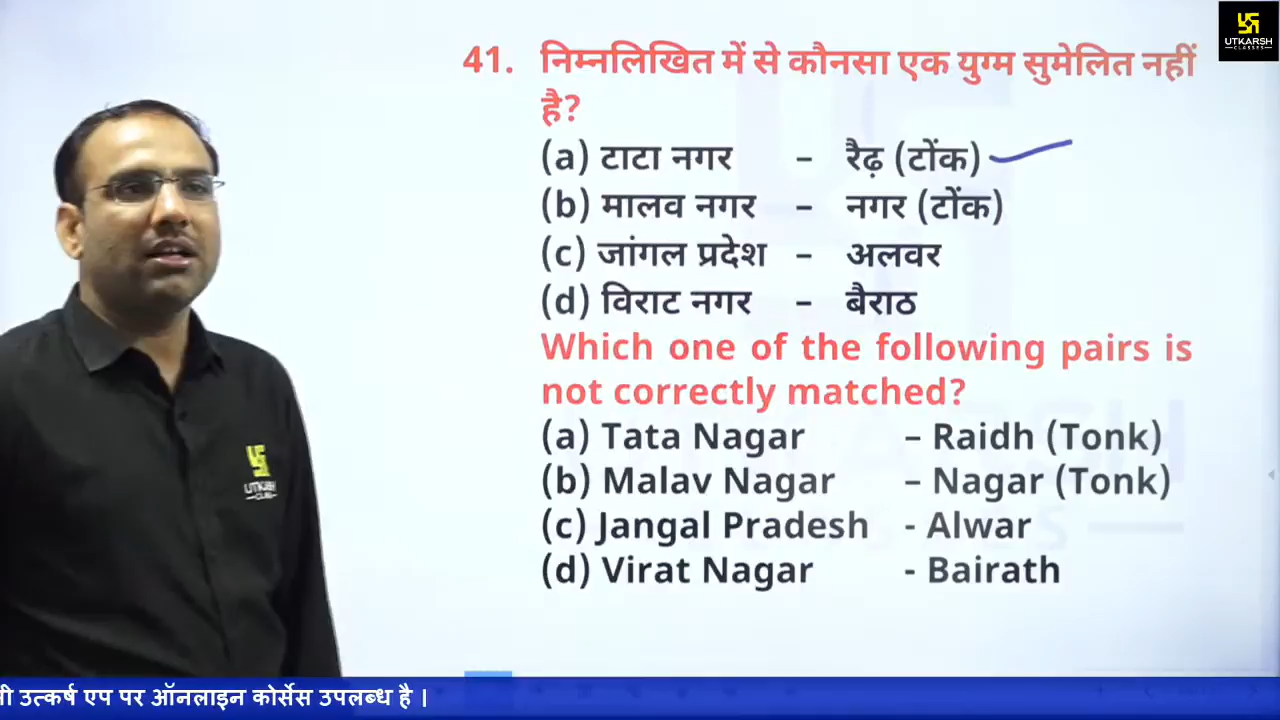 UTKARSH
CLASSES
41. निम्नलिखित में से कौनसा एक युग्म सुमेलित नहीं
है?
(a) टाटा नगर – रैढ़ (टोंक)
(b) मालव नगर – नगर (टोंक)
(c) जांगल प्रदेश – अलवर
(d) विराट नगर – बैराठ
Which one of the following pairs is
not correctly matched?
(a) Tata Nagar – Raidh (Tonk)
(b) Malav Nagar – Nagar (Tonk)
(c) Jangal Pradesh - Alwar
(d) Virat Nagar - Bairath
UTKARSH
उत्कर्ष एप पर ऑनलाइन कोर्सेस उपलब्ध है ।